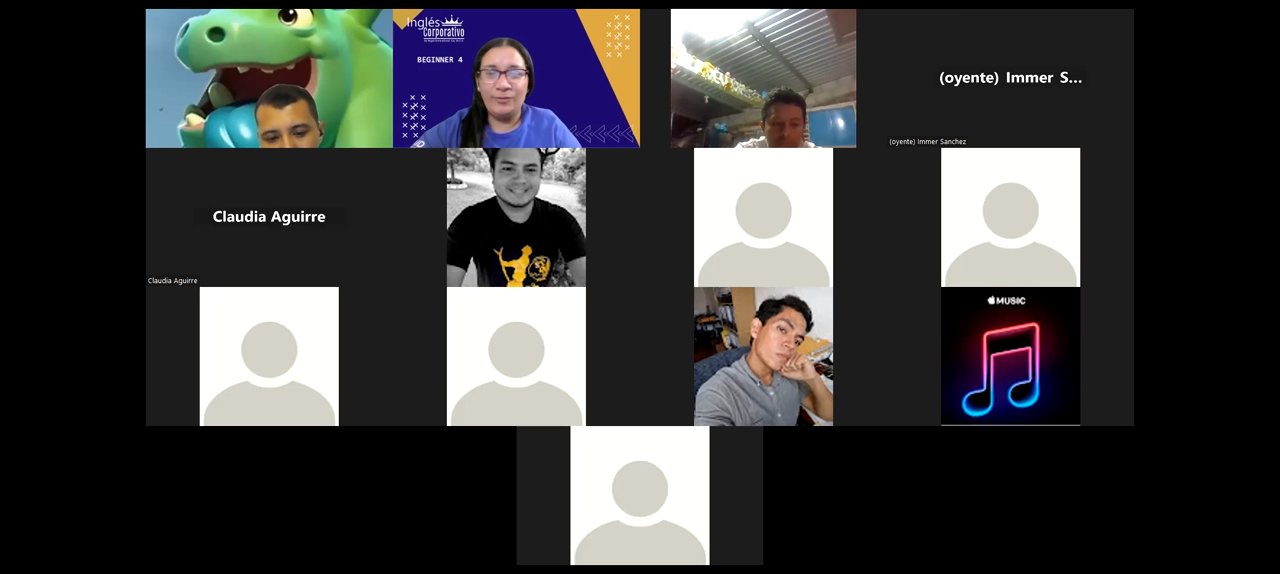 Inglés
Corporativo
BEGINNER 4
(oyente) Immer S...
(oyente) Immer Sanchez
Claudia Aguirre
Claudia Aguirre
MUSIC